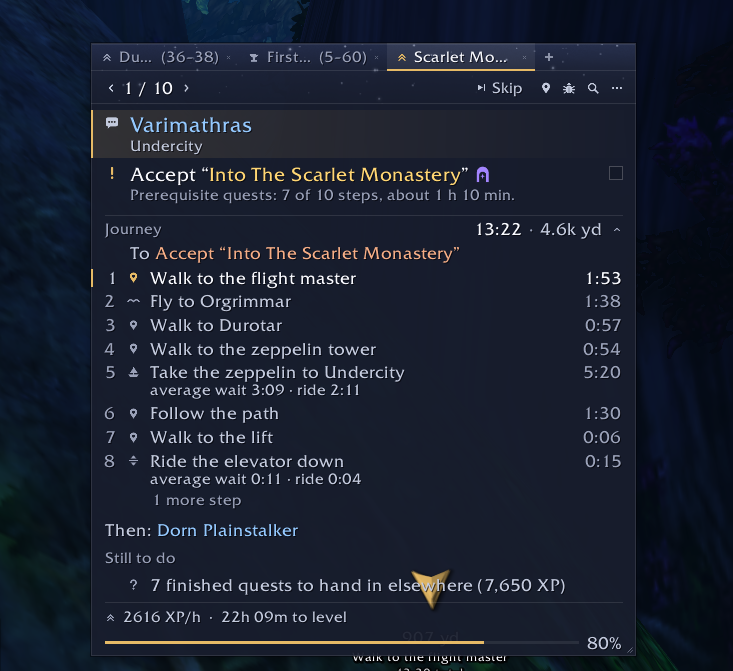 Du... (36–38) First... (5–60) Scarlet Mo... +
‹ 1 / 10 › Skip ...
Varimathras
Undercity
! Accept “Into The Scarlet Monastery”
Prerequisite quests: 7 of 10 steps, about 1 h 10 min.
Journey 13:22 · 4.6k yd
To Accept “Into The Scarlet Monastery”
1 Walk to the flight master 1:53
2 Fly to Orgrimmar 1:38
3 Walk to Durotar 0:57
4 Walk to the zeppelin tower 0:54
5 Take the zeppelin to Undercity 5:20
average wait 3:09 · ride 2:11
6 Follow the path 1:30
7 Walk to the lift 0:06
8 Ride the elevator down 0:15
average wait 0:11 · ride 0:04
1 more step
Then: Dorn Plainstalker
Still to do
? 7 finished quests to hand in elsewhere (7,650 XP)
2616 XP/h · 22h 09m to level
907 yd
80%
Walk to the flight master